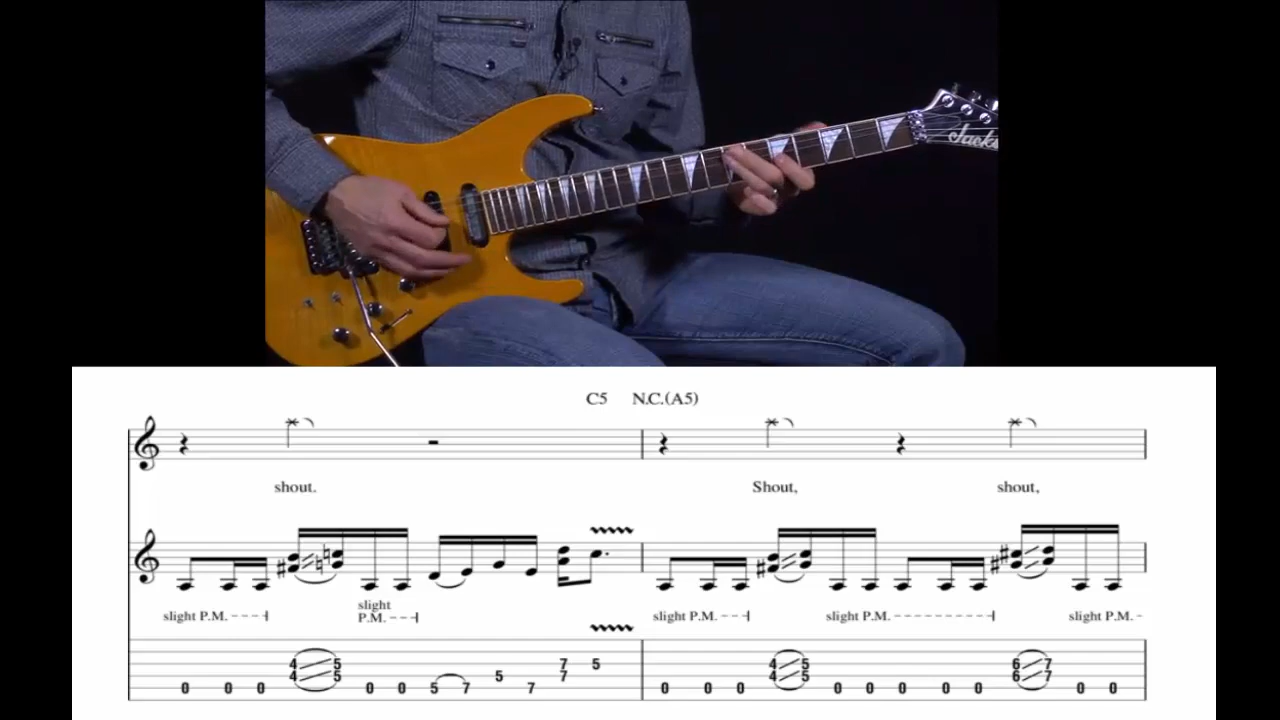 Jacks
C5 N.C.(A5)
shout. Shout, shout,
slight P.M. slight P.M. slight P.M. slight P.M. slight P.M.
4 5 7 5 4 5 6 7
4 5 5 7 4 5 6 7
0 0 0 0 0 5 7 7 0 0 0 0 0 0 0 0 0 0